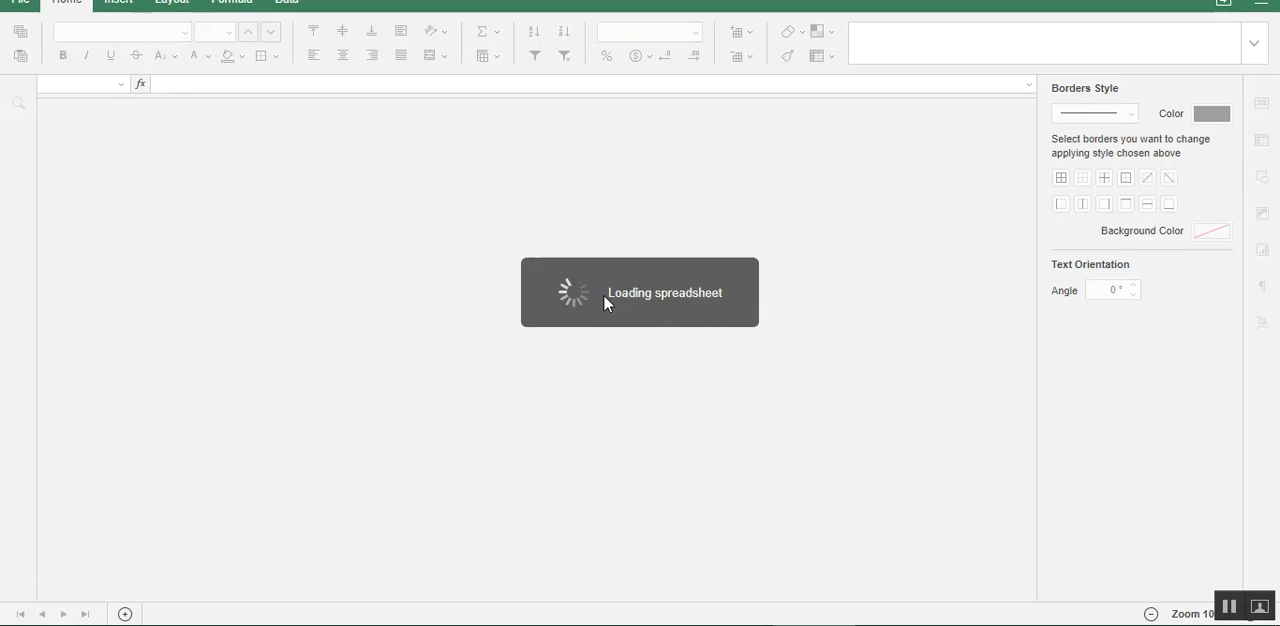 File Home Insert Layout Formula Data
fx
Borders Style
Color
Select borders you want to change
applying style chosen above
Background Color
Text Orientation
Angle 0 °
Loading spreadsheet
Zoom 10